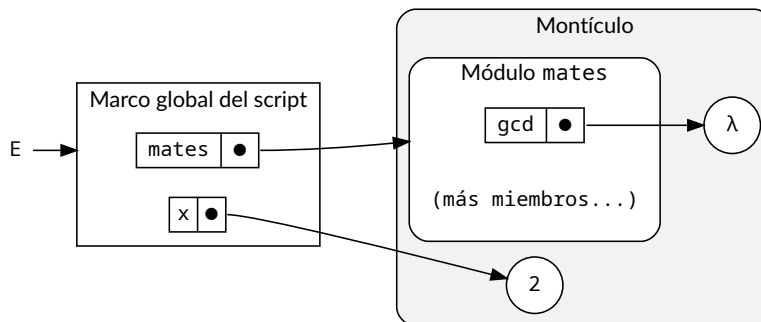 Montículo
Módulo mates
Marco global del script
gcd
λ
E
mates
(más miembros...)
x
2